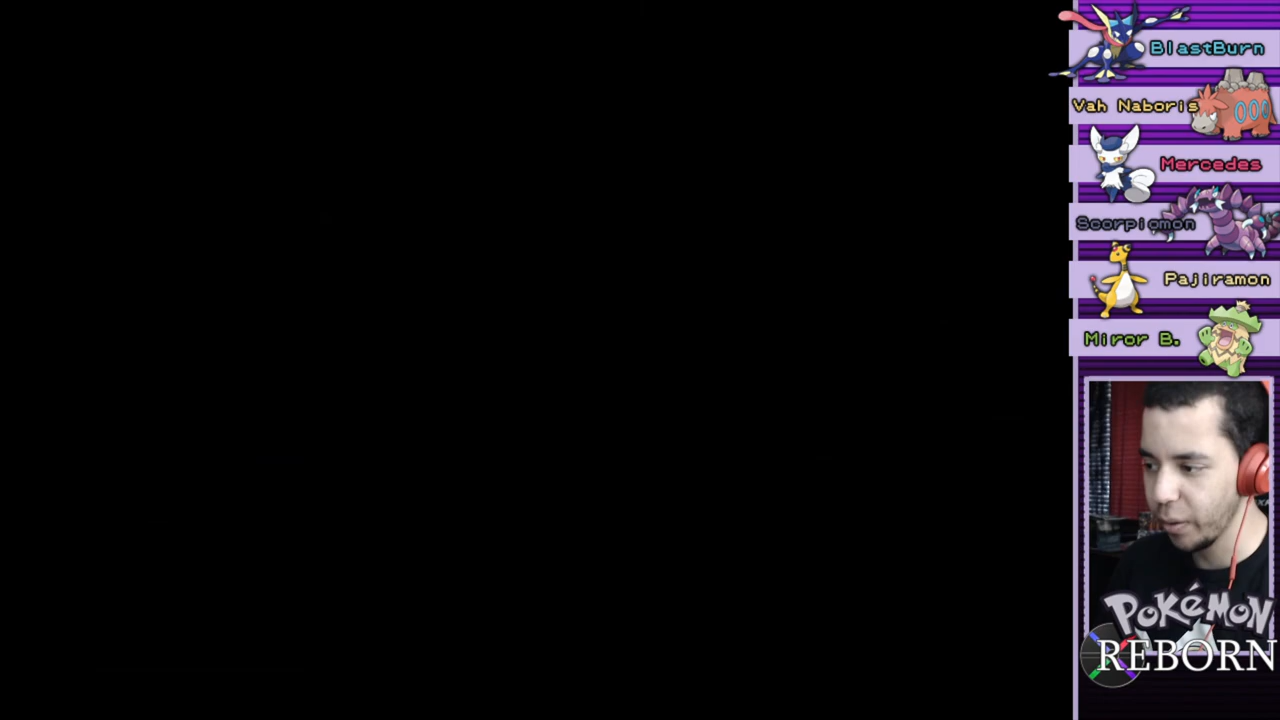 BlastBurn
Vah Naboris
Mercedes
Scorpiomon
Pajiramon
Miror B.
POKéMON
REBORN